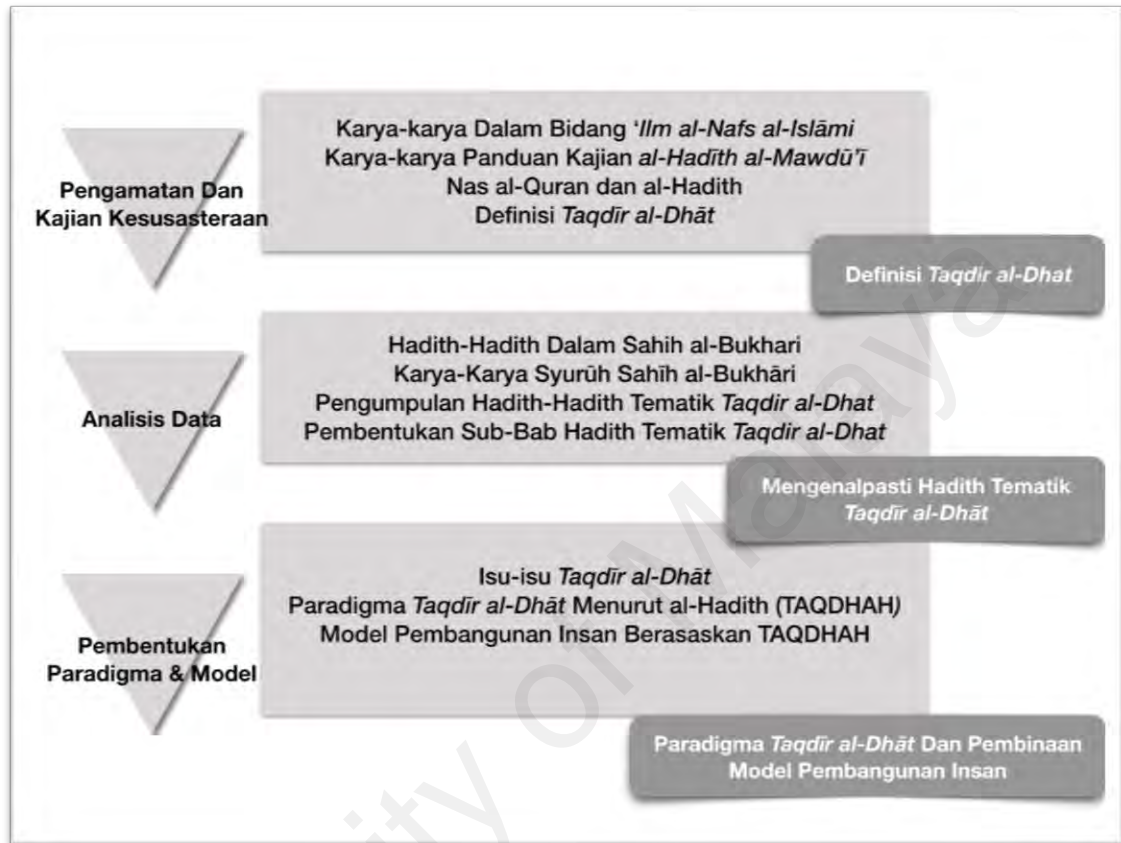 Pengamatan Dan
Kajian Kesusasteraan
Karya-karya Dalam Bidang ‘Ilm al-Nafs al-Islāmi
Karya-karya Panduan Kajian al-Hadīth al-Mawdū’ī
Nas al-Quran dan al-Hadith
Definisi Taqdīr al-Dhāt
Definisi Taqdir al-Dhat
Analisis Data
Hadith-Hadith Dalam Sahih al-Bukhari
Karya-Karya Syurūh Sahīh al-Bukhāri
Pengumpulan Hadith-Hadith Tematik Taqdir al-Dhat
Pembentukan Sub-Bab Hadith Tematik Taqdir al-Dhat
Mengenalpasti Hadith Tematik
Taqdīr al-Dhāt
Pembentukan
Paradigma & Model
Isu-isu Taqdīr al-Dhāt
Paradigma Taqdīr al-Dhāt Menurut al-Hadith (TAQDHAH)
Model Pembangunan Insan Berasaskan TAQDHAH
Paradigma Taqdīr al-Dhāt Dan Pembinaan
Model Pembangunan Insan
ity of Malaya